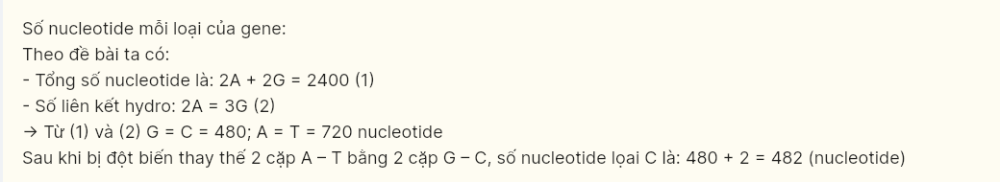 Số nucleotide mỗi loại của gene:
Theo đề bài ta có:
- Tổng số nucleotide là: 2A + 2G = 2400 (1)
- Số liên kết hydro: 2A = 3G (2)
→ Từ (1) và (2) G = C = 480; A = T = 720 nucleotide
Sau khi bị đột biến thay thế 2 cặp A – T bằng 2 cặp G – C, số nucleotide lọai C là: 480 + 2 = 482 (nucleotide)